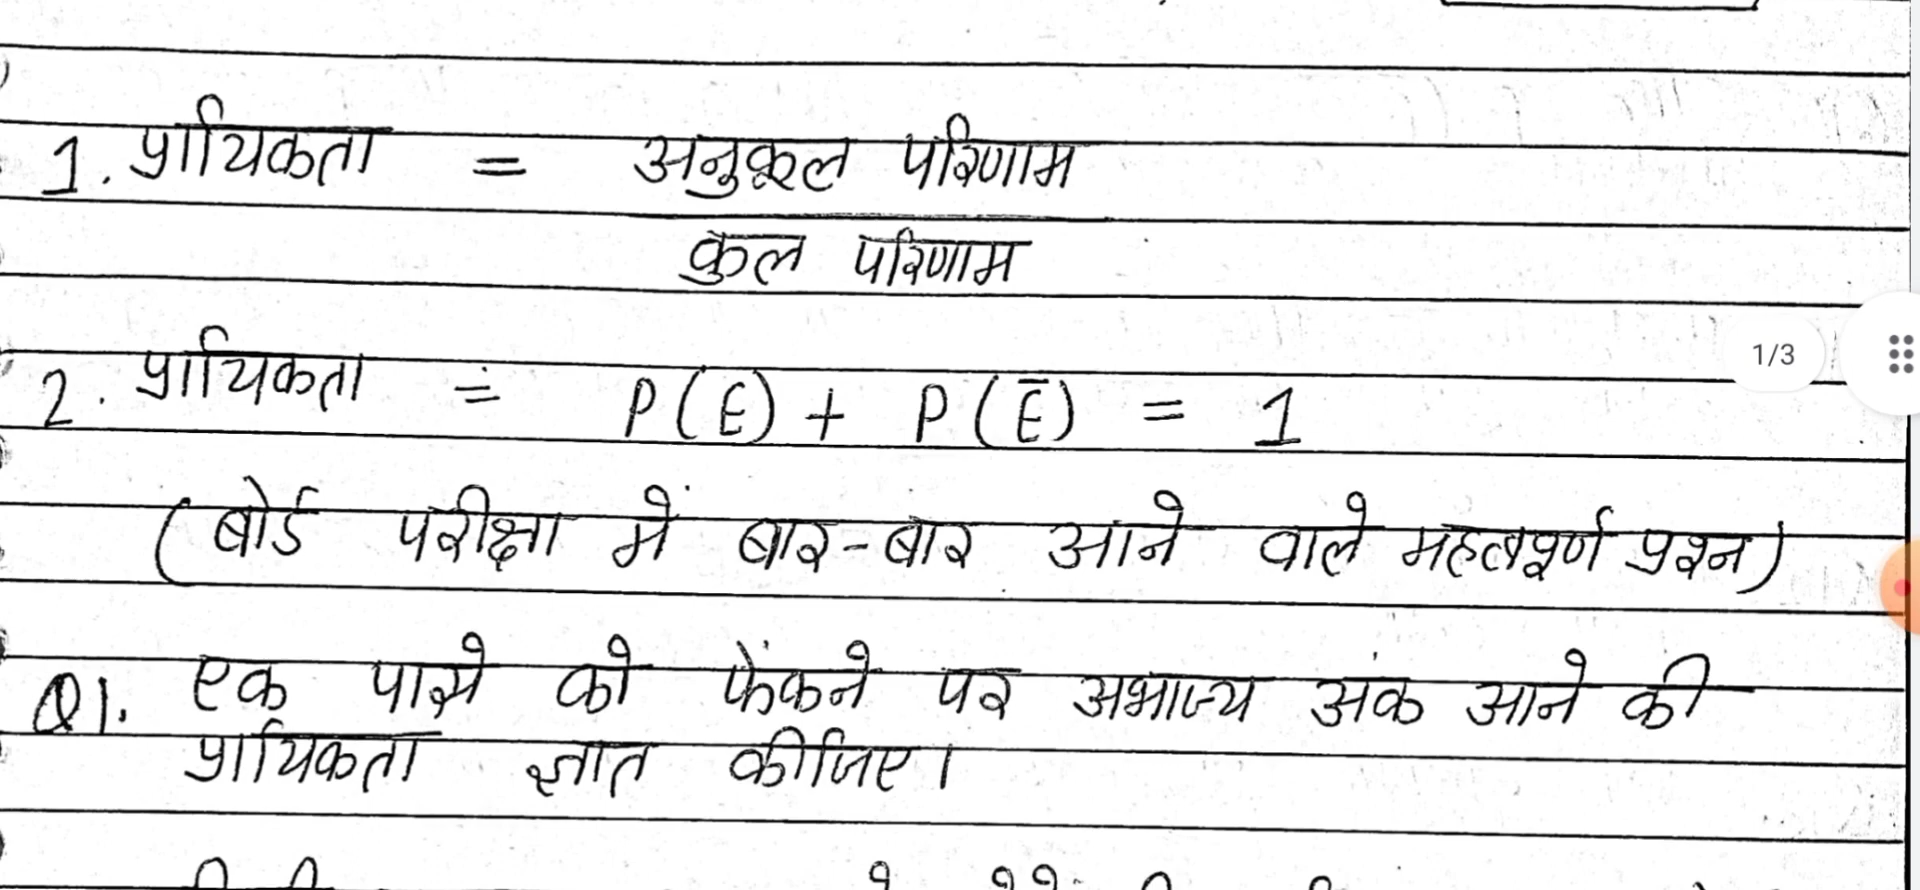 1. प्रायिकता = अनुकूल परिणाम
कुल परिणाम
2. प्रायिकता = P(E) + P(Ē) = 1
1/3
(बोर्ड परीक्षा में बार-बार आने वाले महत्वपूर्ण प्रश्न)
Q1. एक पासे को फेंकने पर अभाज्य अंक आने की
प्रायिकता ज्ञात कीजिए।